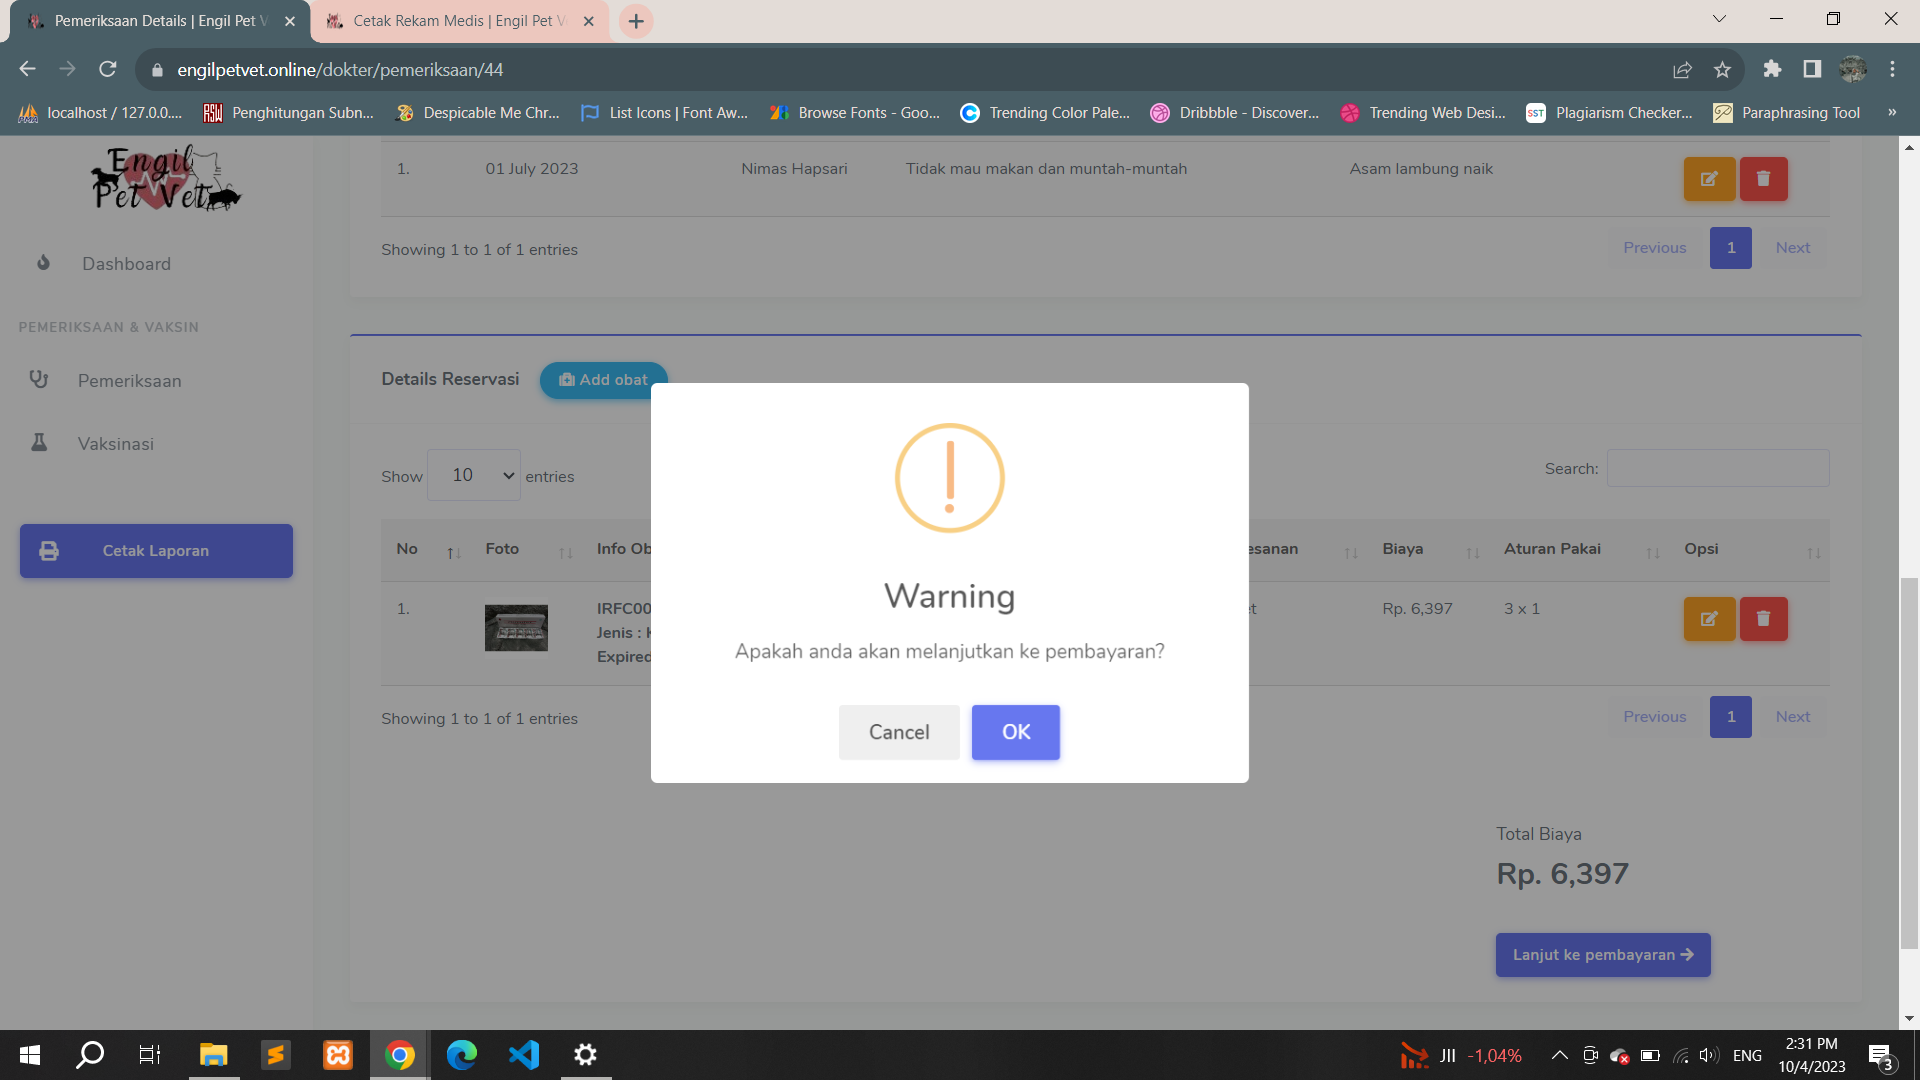 Pemeriksaan Details | Engil Pet V
Cetak Rekam Medis | Engil Pet V
engilpetvet.online/dokter/pemeriksaan/44
localhost / 127.0.0....
Penghitungan Subn...
Despicable Me Chr...
List Icons | Font Aw...
Browse Fonts - Goo...
Trending Color Pale...
Dribbble - Discover...
Trending Web Desi...
SST Plagiarism Checker...
Paraphrasing Tool
»
Engil
Pet Vet
Dashboard
PEMERIKSAAN & VAKSIN
Pemeriksaan
Vaksinasi
Cetak Laporan
1. 01 July 2023 Nimas Hapsari Tidak mau makan dan muntah-muntah Asam lambung naik
Showing 1 to 1 of 1 entries
Previous 1 Next
Details Reservasi Add obat
Show 10 entries
Search:
No Foto Info Ob esanan Biaya Aturan Pakai Opsi
1. IRFC00 et Rp. 6,397 3 x 1
Jenis : K
Expired
Showing 1 to 1 of 1 entries
Previous 1 Next
Warning
Apakah anda akan melanjutkan ke pembayaran?
Cancel OK
Total Biaya
Rp. 6,397
Lanjut ke pembayaran
JII -1,04%
ENG
2:31 PM
10/4/2023
3